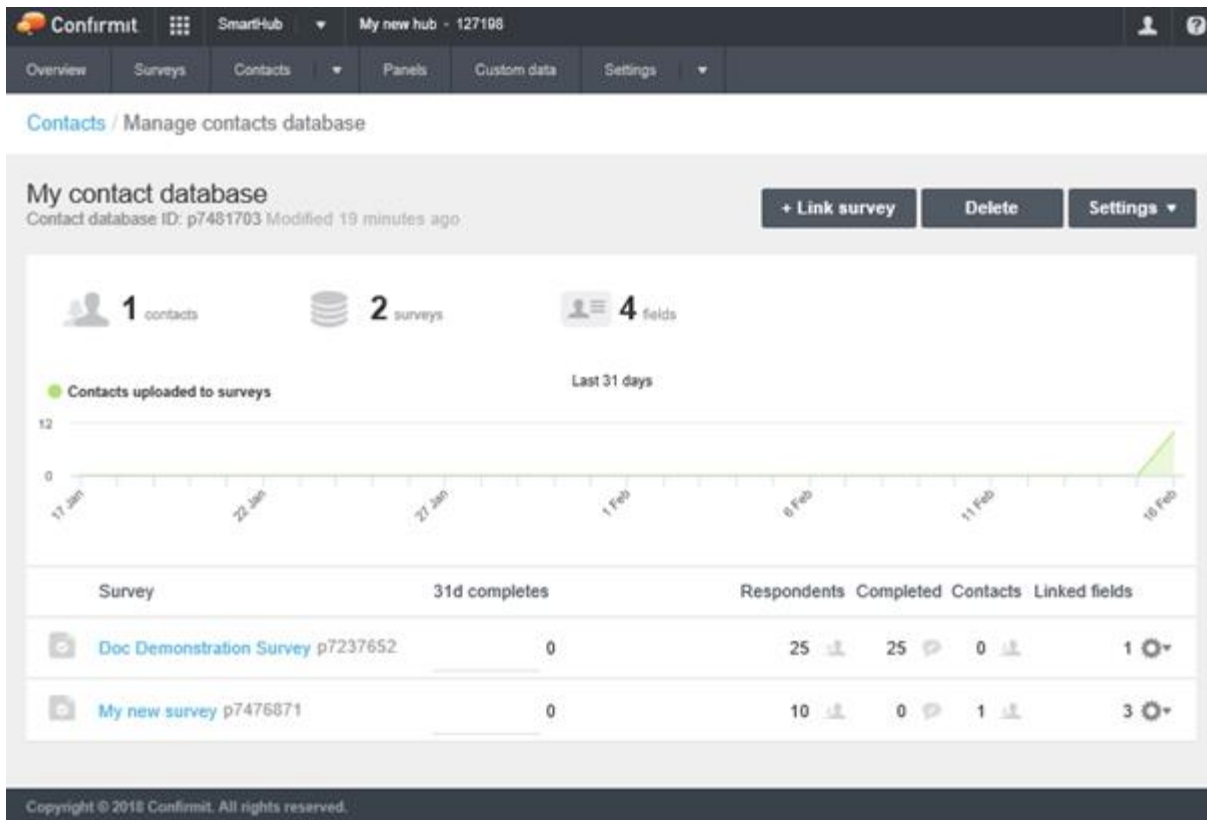 Confirmit SmartHub My new hub - 127198
Overview Surveys Contacts Panels Custom data Settings
Contacts / Manage contacts database
My contact database
Contact database ID: p7481703 Modified 19 minutes ago
+ Link survey Delete Settings
1 contacts 2 surveys 4 fields
Contacts uploaded to surveys Last 31 days
12
0
17 Jan 22 Jan 27 Jan 1 Feb 6 Feb 11 Feb 16 Feb
Survey 31d completes Respondents Completed Contacts Linked fields
Doc Demonstration Survey p7237652 0 25 25 0 1
My new survey p7476871 0 10 0 1 3
Copyright © 2018 Confirmit. All rights reserved.